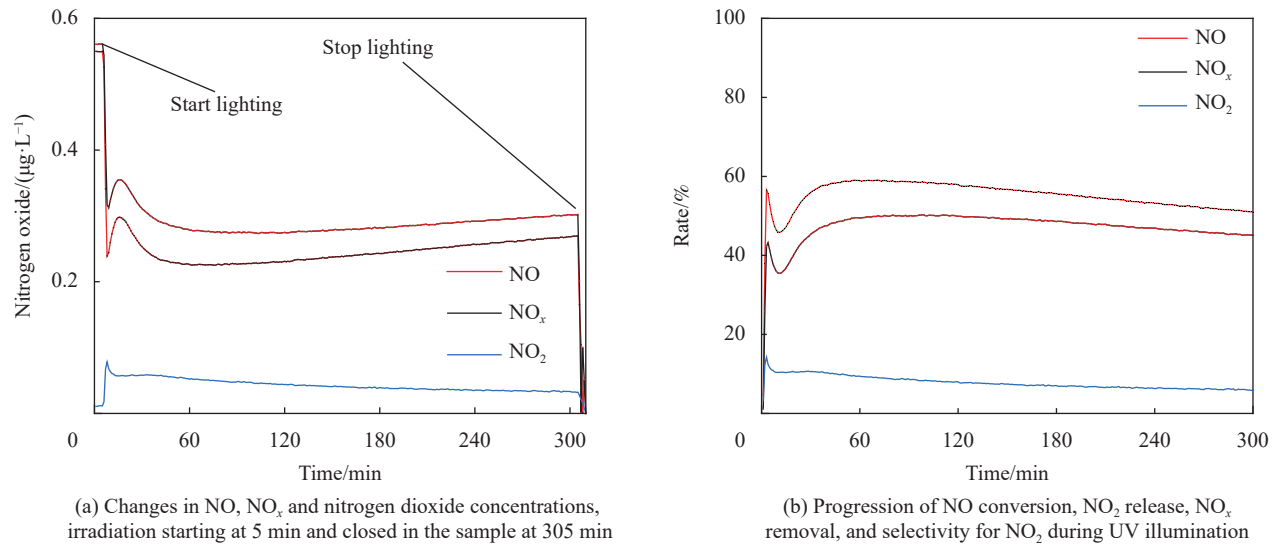 0.6
0.4
0.2
Nitrogen oxide/(μg·L⁻¹)
Start lighting
Stop lighting
NO
NOₓ
NO₂
0 60 120 180 240 300
Time/min
(a) Changes in NO, NOₓ and nitrogen dioxide concentrations,
irradiation starting at 5 min and closed in the sample at 305 min
100
80
60
40
20
Rate/%
NO
NOₓ
NO₂
0 60 120 180 240 300
Time/min
(b) Progression of NO conversion, NO₂ release, NOₓ
removal, and selectivity for NO₂ during UV illumination